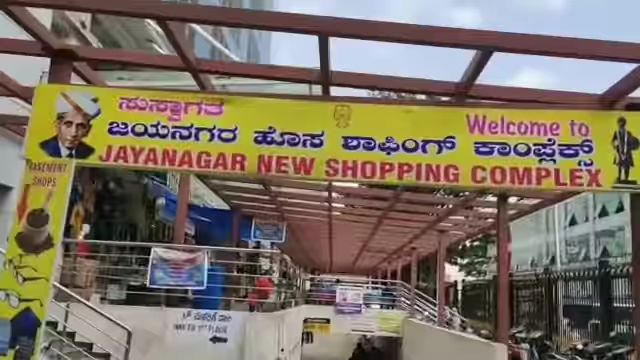 ಸುಸ್ವಾಗತ
Welcome to
ಜಯನಗರ ಹೊಸ ಶಾಫಿಂಗ್ ಕಾಂಪ್ಲೆಕ್ಸ್
JAYANAGAR NEW SHOPPING COMPLEX
BASEMENT
SHOPS